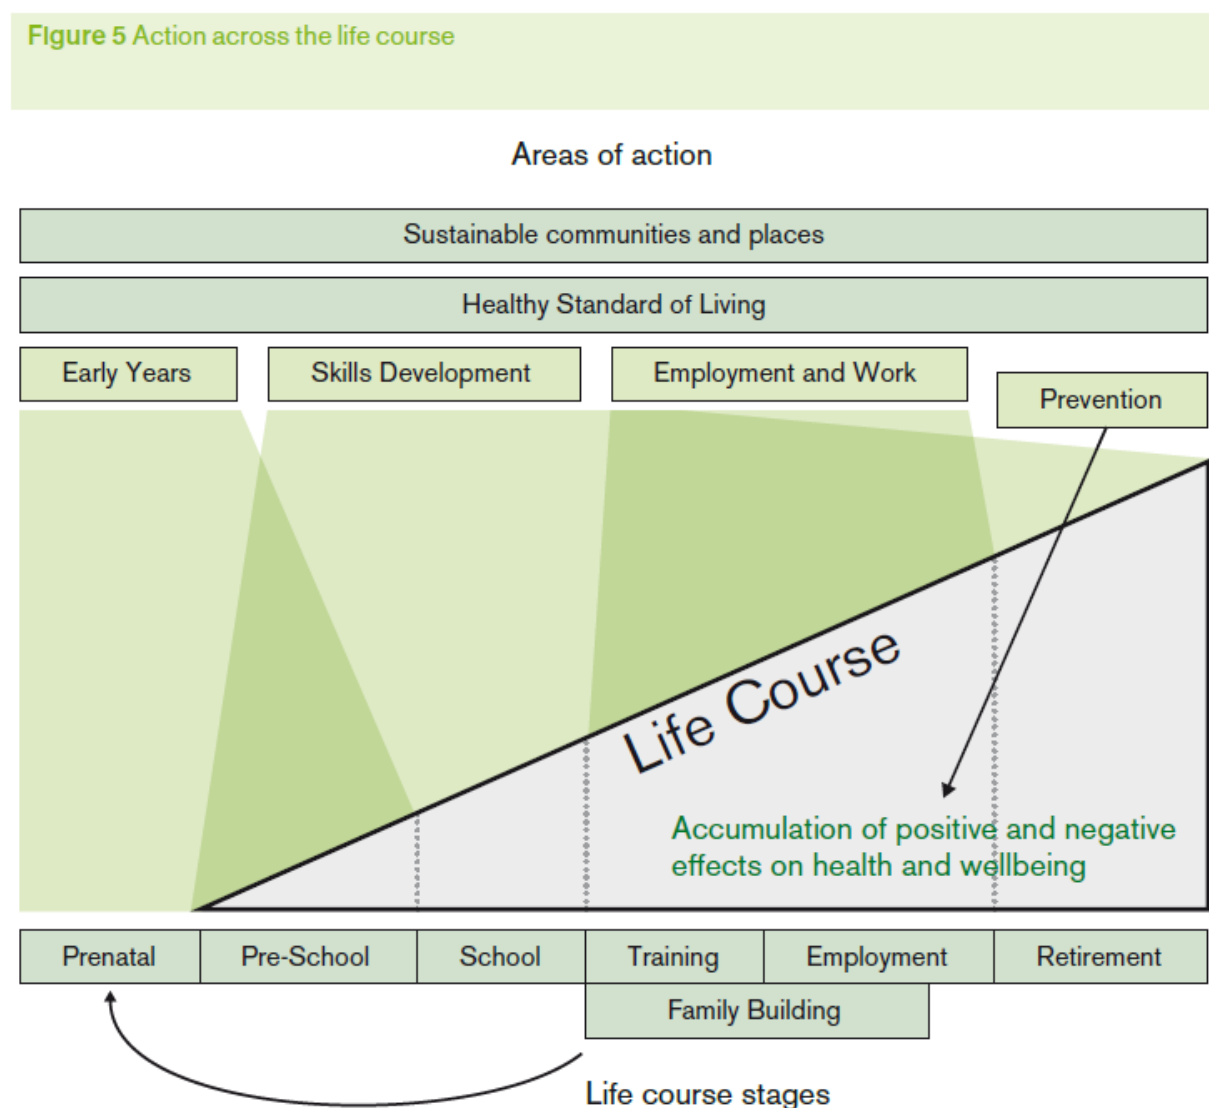 Figure 5 Action across the life course
Areas of action
Sustainable communities and places
Healthy Standard of Living
Early Years
Skills Development
Employment and Work
Prevention
Life Course
Accumulation of positive and negative
effects on health and wellbeing
Prenatal
Pre-School
School
Training
Employment
Retirement
Family Building
Life course stages